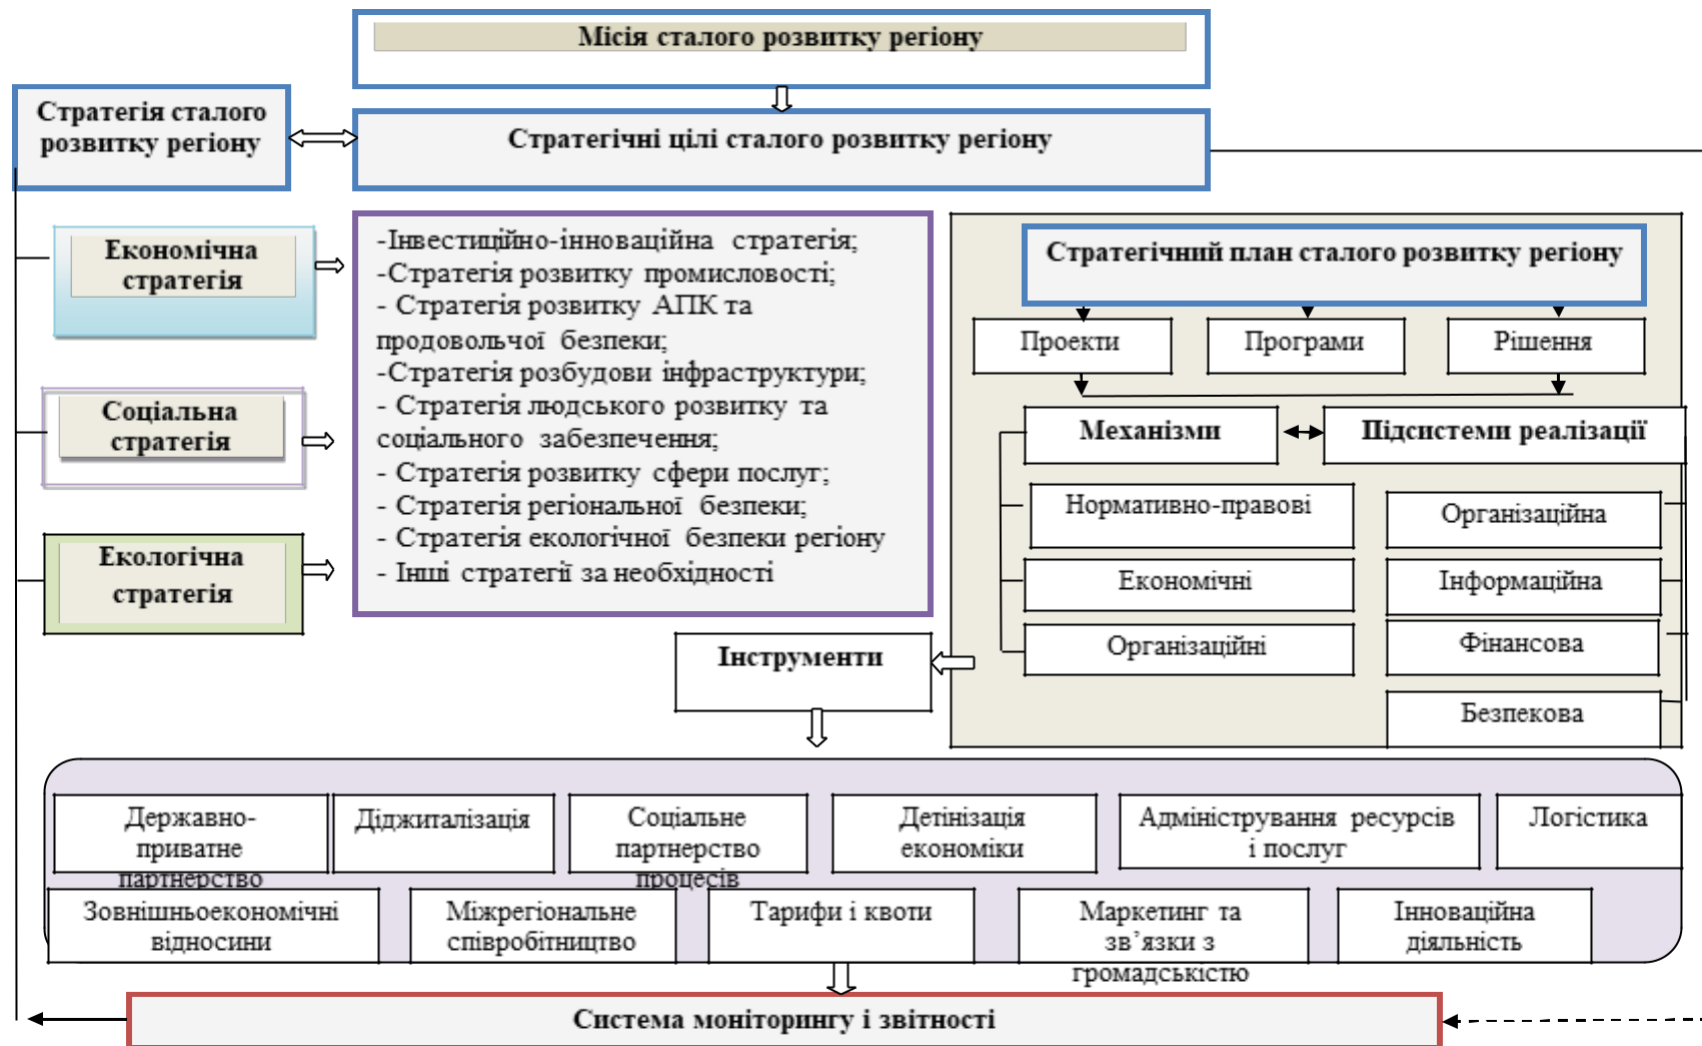 Місія сталого розвитку регіону
Стратегія сталого
розвитку регіону
Стратегічні цілі сталого розвитку регіону
Економічна
стратегія
Соціальна
стратегія
Екологічна
стратегія
-Інвестиційно-інноваційна стратегія;
-Стратегія розвитку промисловості;
- Стратегія розвитку АПК та
продовольчої безпеки;
-Стратегія розбудови інфраструктури;
- Стратегія людського розвитку та
соціального забезпечення;
- Стратегія розвитку сфери послуг;
- Стратегія регіональної безпеки;
- Стратегія екологічної безпеки регіону
- Інші стратегії за необхідності
Стратегічний план сталого розвитку регіону
Проекти
Програми
Рішення
Механізми
Підсистеми реалізації
Нормативно-правові
Економічні
Організаційні
Організаційна
Інформаційна
Фінансова
Безпекова
Інструменти
Державно-
приватне
партнерство
Діджиталізація
Соціальне
партнерство
процесів
Детінізація
економіки
Адміністрування ресурсів
і послуг
Логістика
Зовнішньоекономічні
відносини
Міжрегіональне
співробітництво
Тарифи і квоти
Маркетинг та
зв’язки з
громадськістю
Інноваційна
діяльність
Система моніторингу і звітності